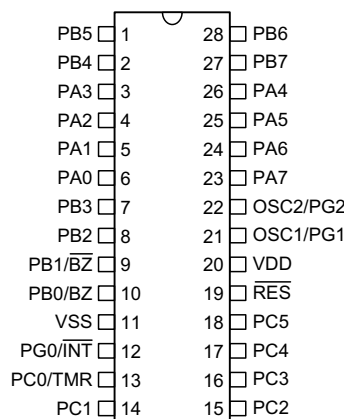 PB5 1 28 PB6
PB4 2 27 PB7
PA3 3 26 PA4
PA2 4 25 PA5
PA1 5 24 PA6
PA0 6 23 PA7
PB3 7 22 OSC2/PG2
PB2 8 21 OSC1/PG1
PB1/B̅Z̅ 9 20 VDD
PB0/BZ 10 19 R̅E̅S̅
VSS 11 18 PC5
PG0/I̅N̅T̅ 12 17 PC4
PC0/TMR 13 16 PC3
PC1 14 15 PC2